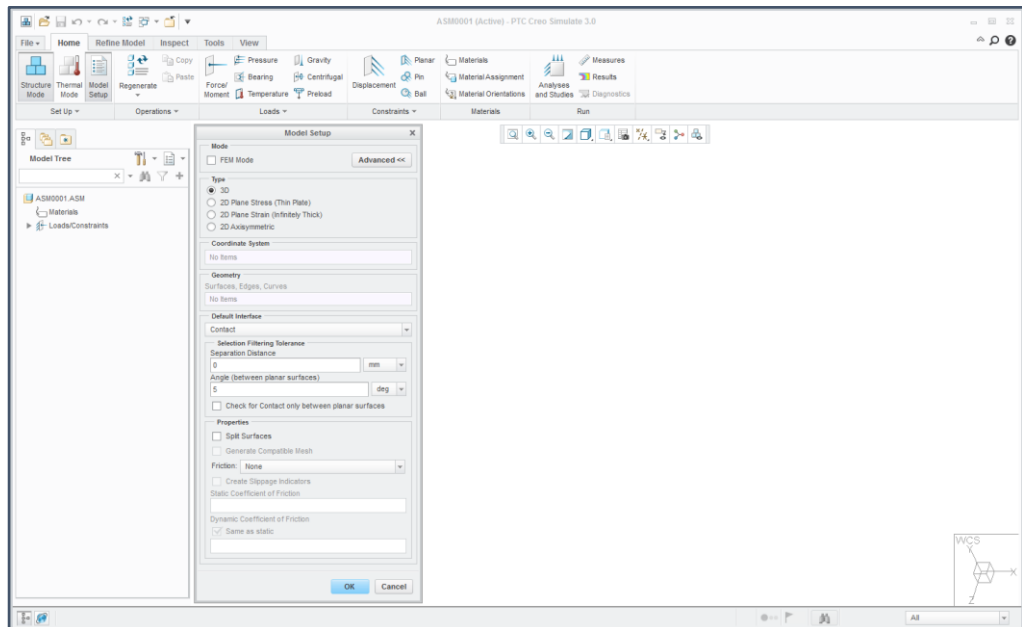 ASM0001 (Active) - PTC Creo Simulate 3.0
File Home Refine Model Inspect Tools View
Structure Mode
Thermal Mode
Model Setup
Set Up
Regenerate
Copy
Paste
Operations
Force/ Moment
Pressure
Bearing
Temperature
Gravity
Centrifugal
Preload
Loads
Displacement
Planar
Pin
Ball
Constraints
Materials
Material Assignment
Material Orientations
Materials
Analyses and Studies
Measures
Results
Diagnostics
Run
Model Tree
ASM0001.ASM
Materials
Loads/Constraints
Model Setup
Mode
FEM Mode
Advanced <<
Type
3D
2D Plane Stress (Thin Plate)
2D Plane Strain (Infinitely Thick)
2D Axisymmetric
Coordinate System
No Items
Geometry
Surfaces, Edges, Curves
No Items
Default Interface
Contact
Selection Filtering Tolerance
Separation Distance
0 mm
Angle (between planar surfaces)
5 deg
Check for Contact only between planar surfaces
Properties
Split Surfaces
Generate Compatible Mesh
Friction: None
Create Slippage Indicators
Static Coefficient of Friction
Dynamic Coefficient of Friction
Same as static
OK Cancel
WCS
Y
X
Z
All